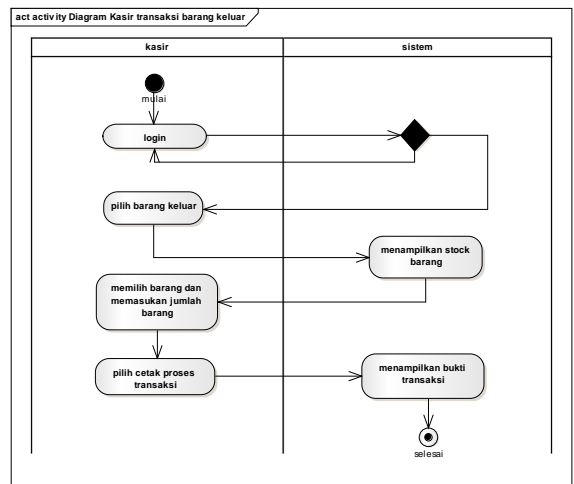 act activity Diagram Kasir transaksi barang keluar
kasir
sistem
mulai
login
pilih barang keluar
menampilkan stock
barang
memilih barang dan
memasukan jumlah
barang
pilih cetak proses
transaksi
menampilkan bukti
transaksi
selesai